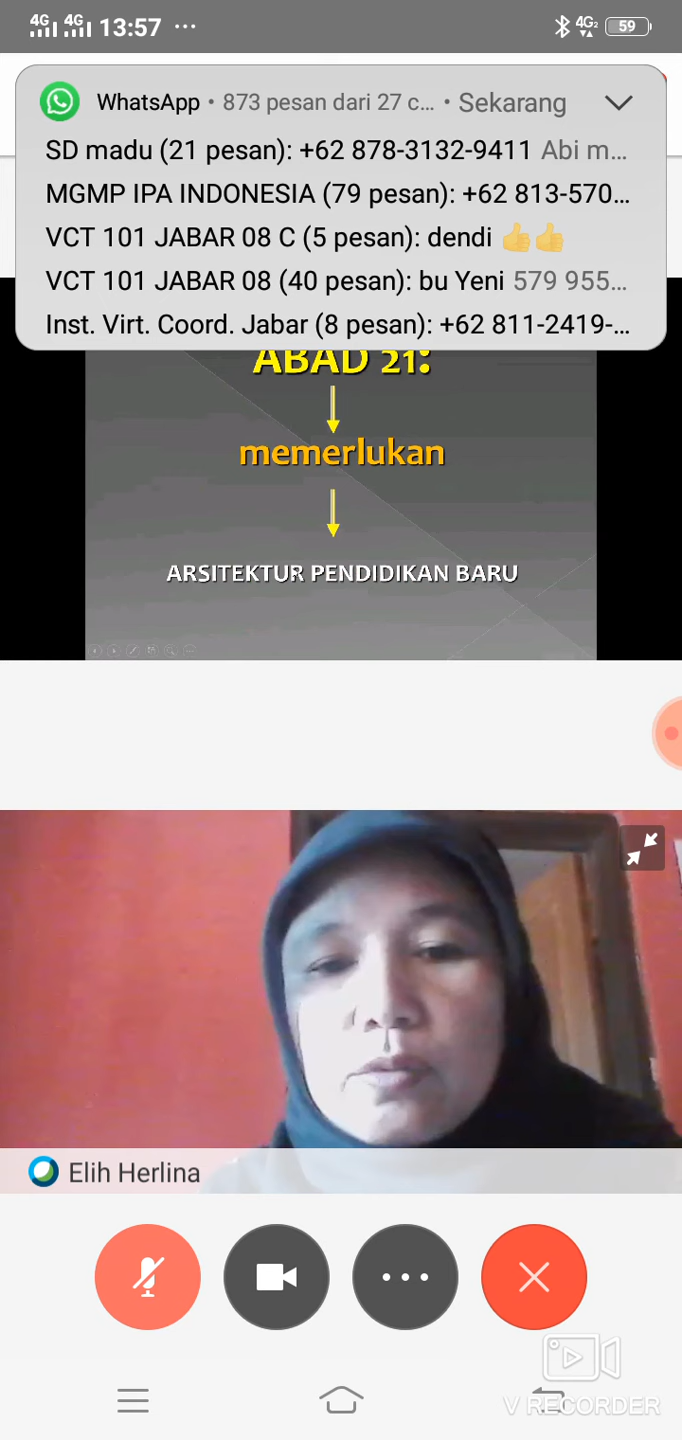 4G 4G 13:57 ... 4G2 59
WhatsApp • 873 pesan dari 27 c... • Sekarang
SD madu (21 pesan): +62 878-3132-9411 Abi m...
MGMP IPA INDONESIA (79 pesan): +62 813-570...
VCT 101 JABAR 08 C (5 pesan): dendi 👍👍
VCT 101 JABAR 08 (40 pesan): bu Yeni 579 955...
Inst. Virt. Coord. Jabar (8 pesan): +62 811-2419-...
ABAD 21:
memerlukan
ARSITEKTUR PENDIDIKAN BARU
Elih Herlina
V RECORDER